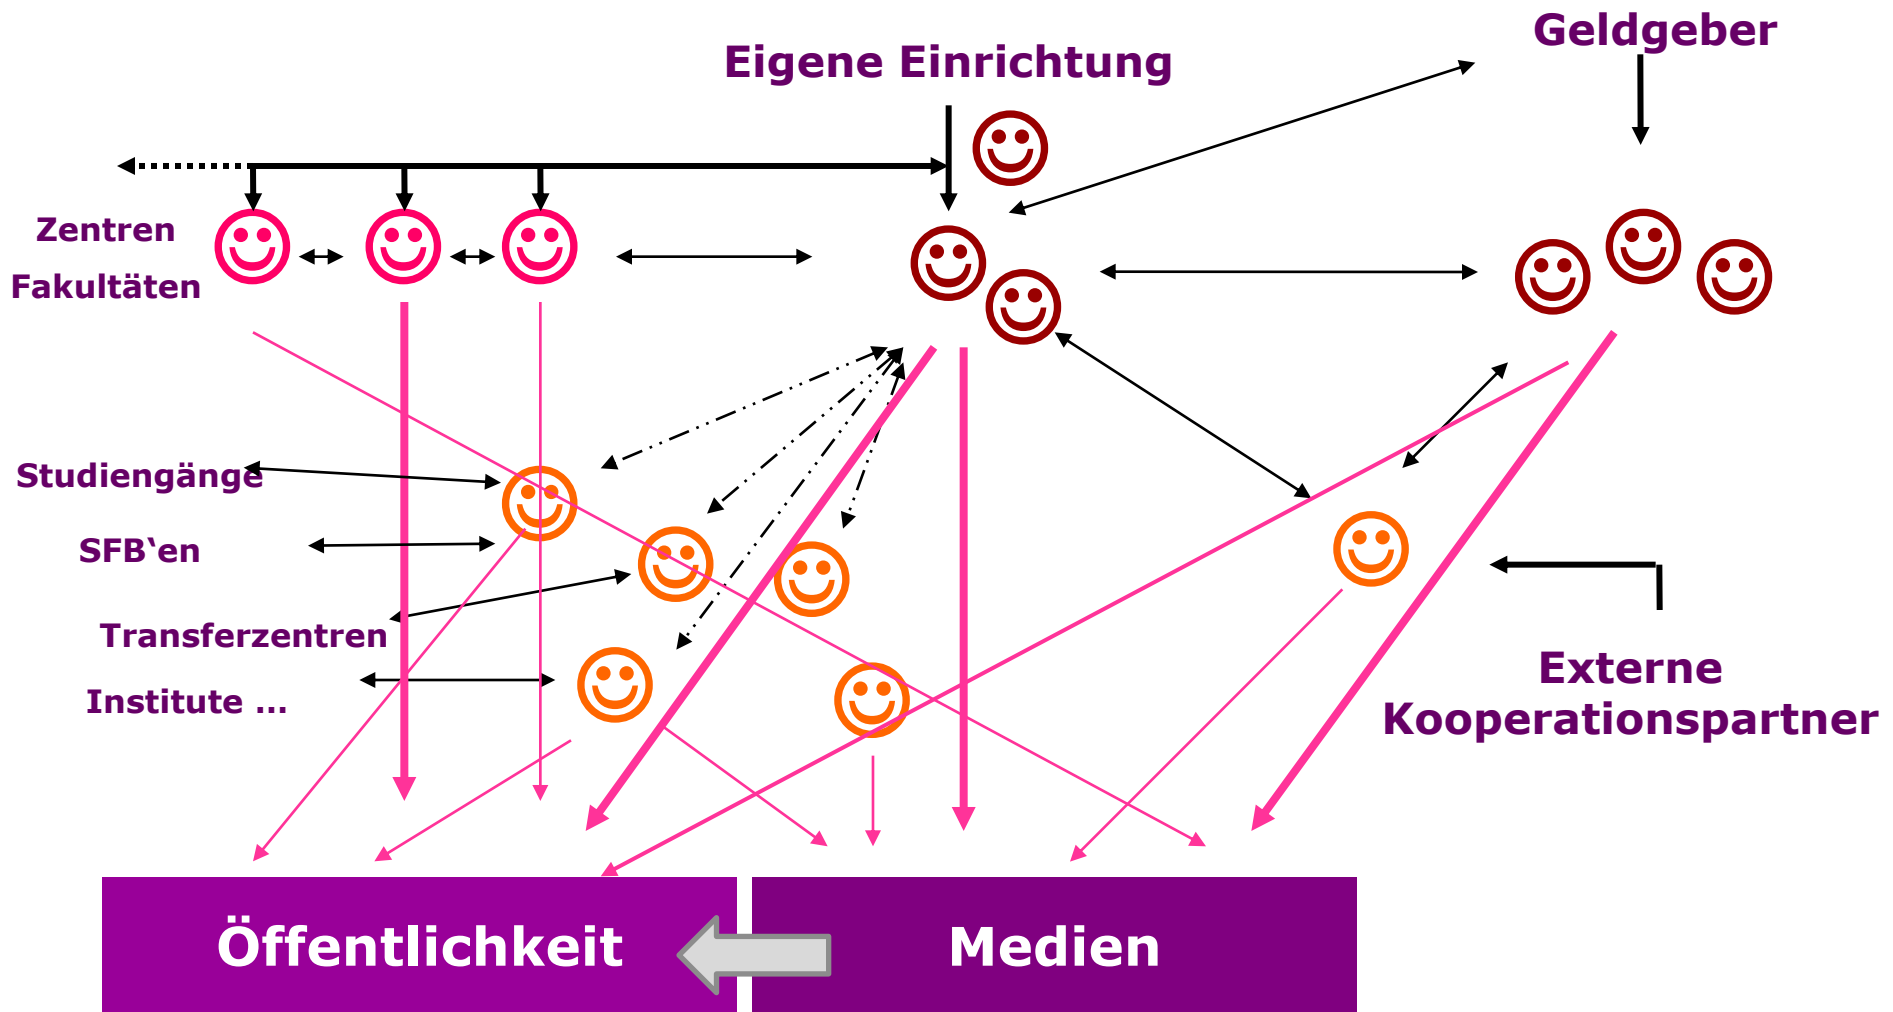 Geldgeber
Eigene Einrichtung
Zentren
Fakultäten
Studiengänge
SFB‘en
Transferzentren
Institute ...
Externe
Kooperationspartner
Öffentlichkeit
Medien